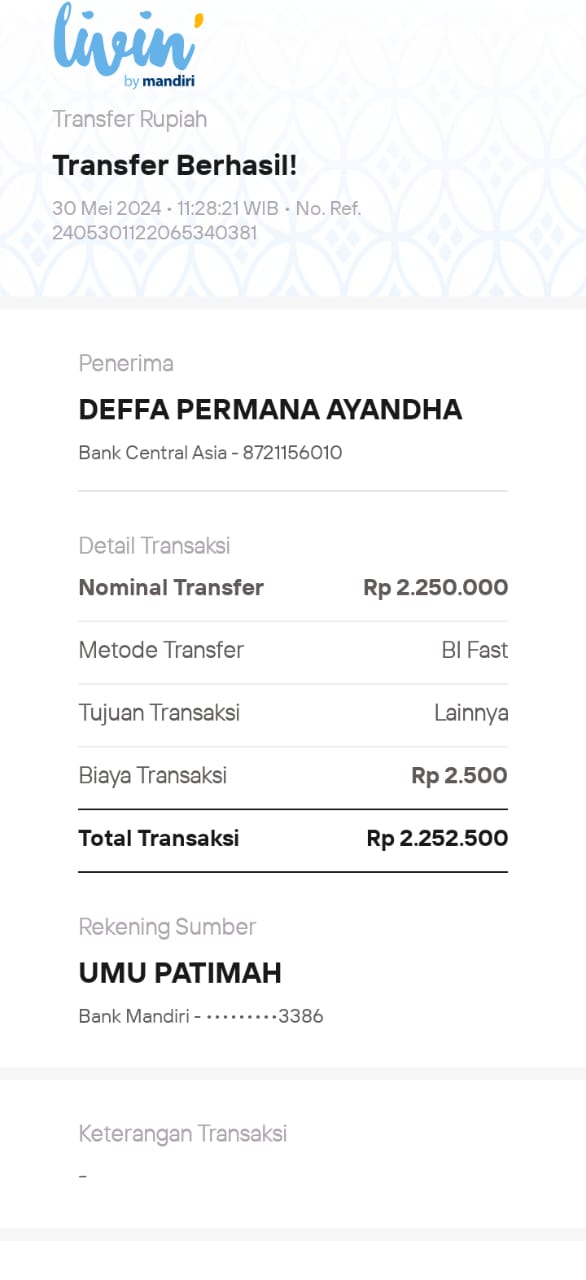 livin'
by mandiri
Transfer Rupiah
Transfer Berhasil!
30 Mei 2024 • 11:28:21 WIB • No. Ref.
2405301122065340381
Penerima
DEFFA PERMANA AYANDHA
Bank Central Asia - 8721156010
Detail Transaksi
Nominal Transfer Rp 2.250.000
Metode Transfer BI Fast
Tujuan Transaksi Lainnya
Biaya Transaksi Rp 2.500
Total Transaksi Rp 2.252.500
Rekening Sumber
UMU PATIMAH
Bank Mandiri - •••••••••3386
Keterangan Transaksi
-